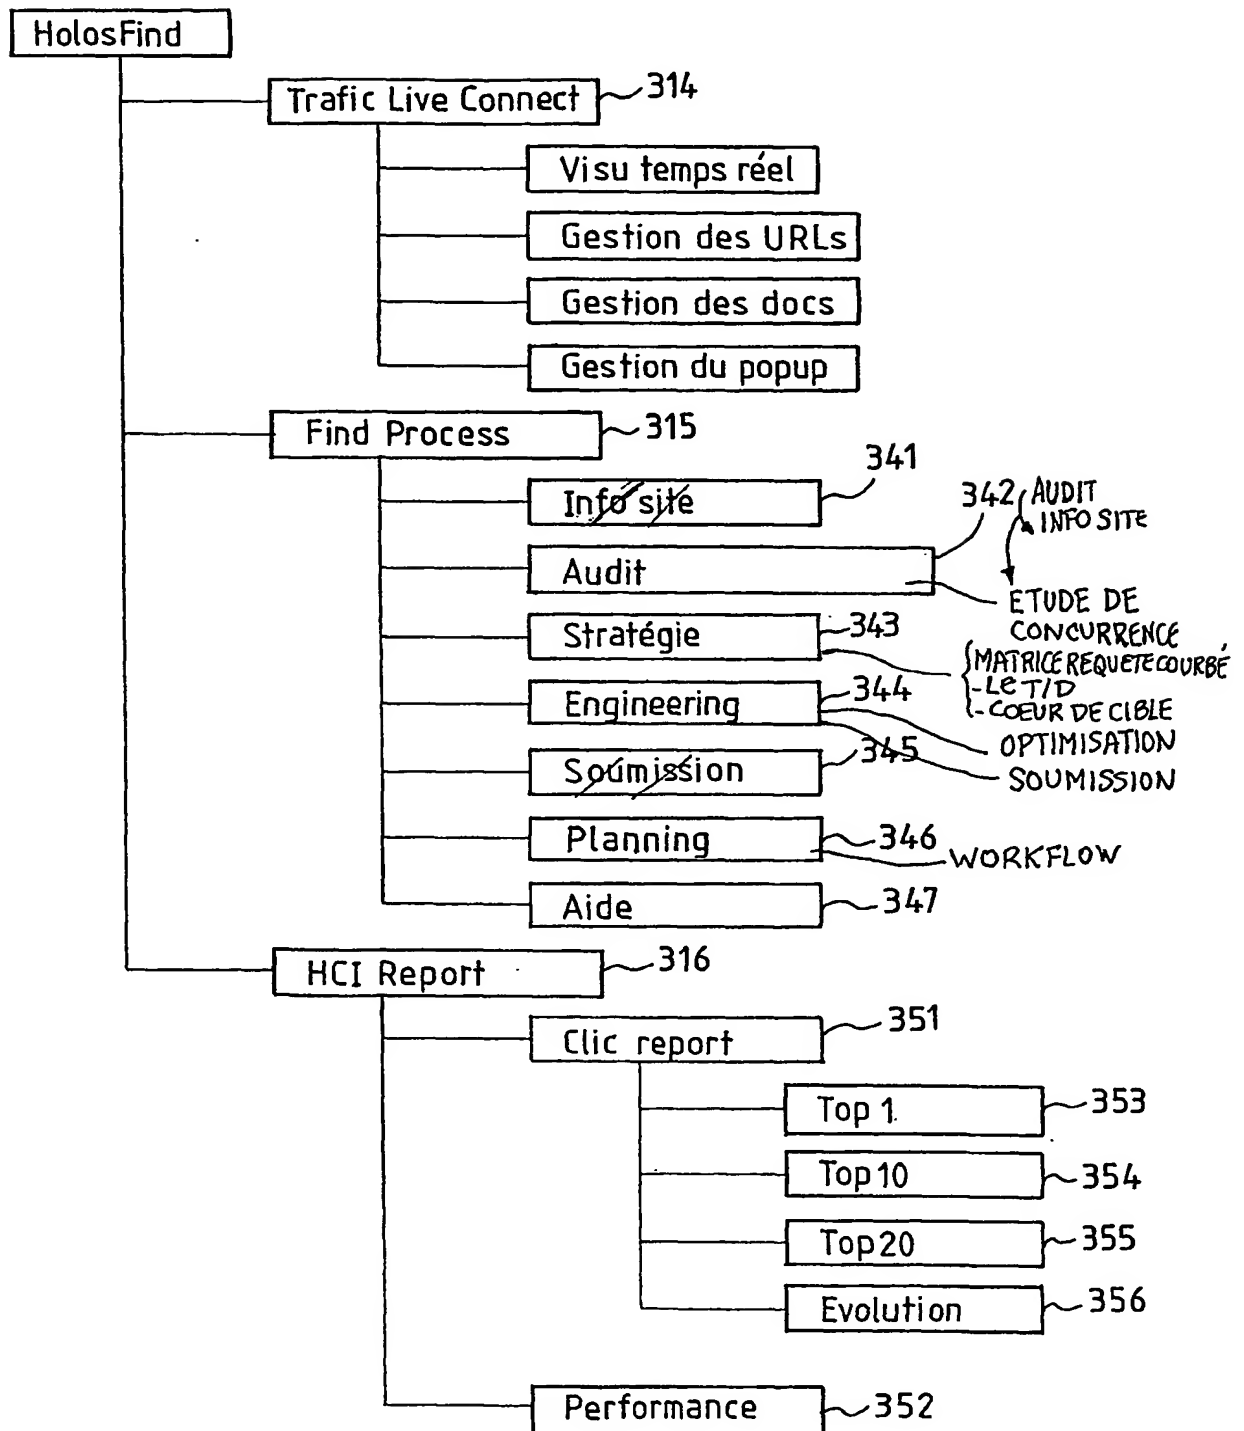 HolosFind
Trafic Live Connect
314
Visu temps réel
Gestion des URLs
Gestion des docs
Gestion du popup
Find Process
315
Info site
341
342
AUDIT
INFO SITE
Audit
ETUDE DE
CONCURRENCE
Stratégie
343
MATRICE REQUETE COURBÉ
- LE T/D
- COEUR DE CIBLE
Engineering
344
OPTIMISATION
Soumission
345
SOUMISSION
Planning
346
WORKFLOW
Aide
347
HCI Report
316
Clic report
351
Top 1
353
Top 10
354
Top 20
355
Evolution
356
Performance
352